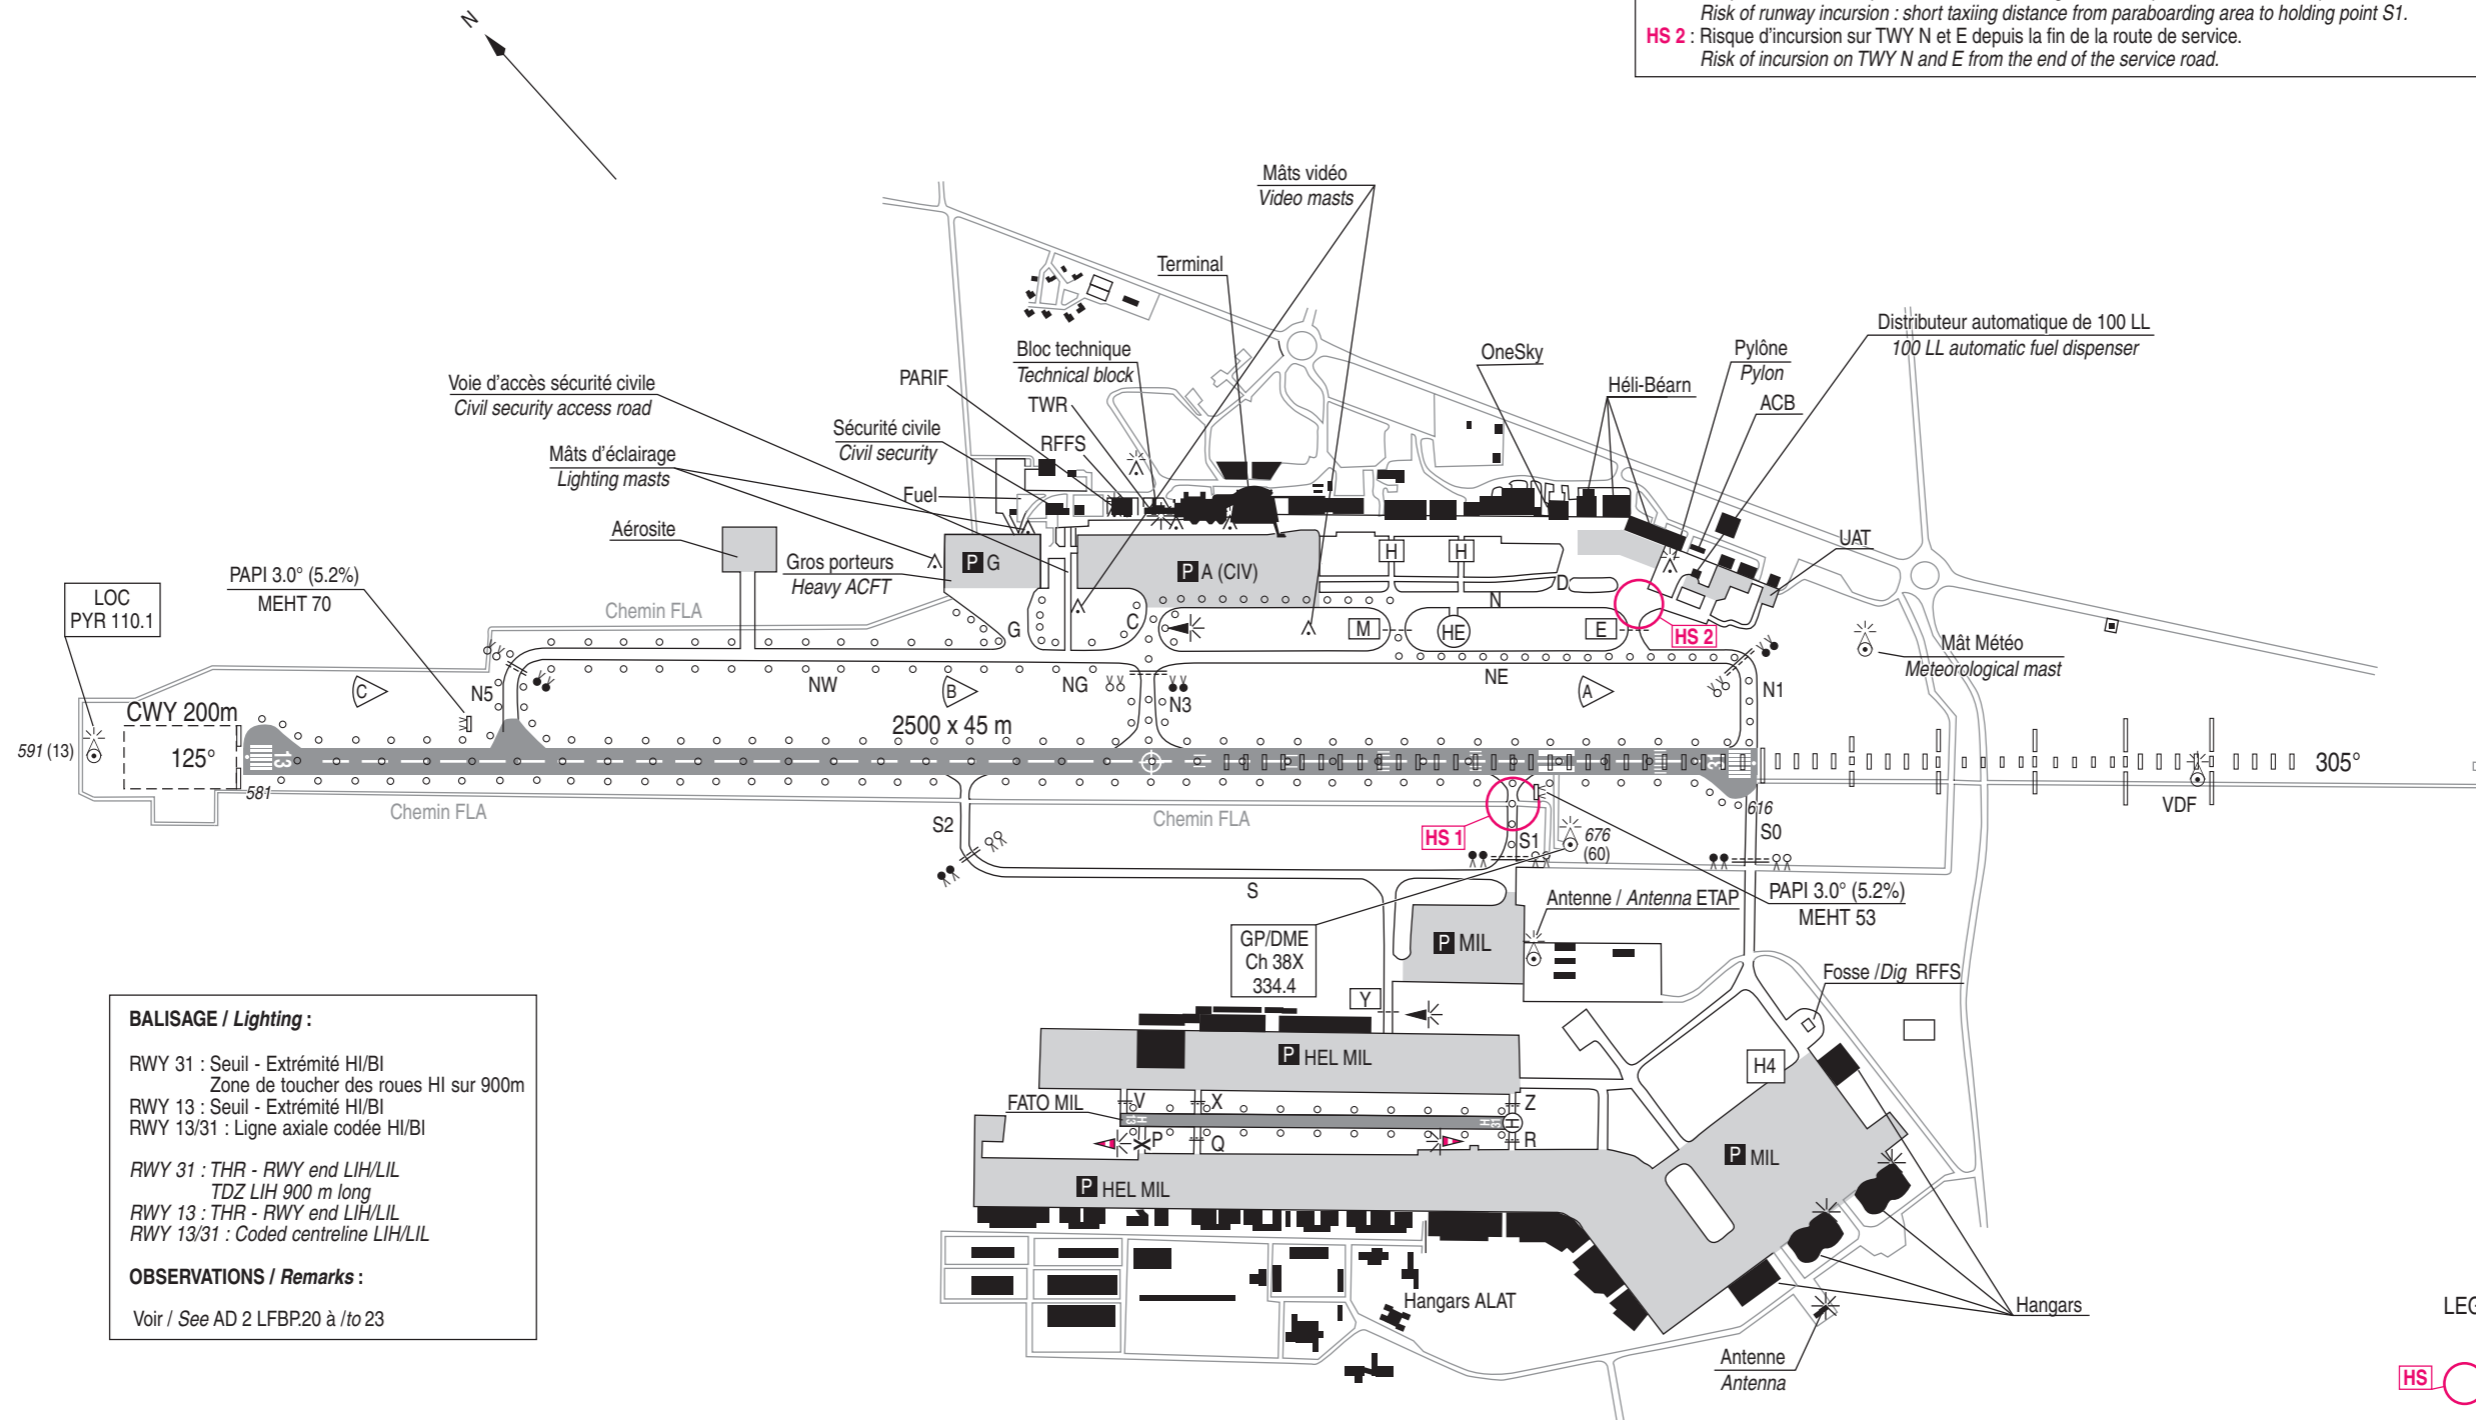 Risk of runway incursion : short taxiing distance from paraboarding area to holding point S1.
HS 2 : Risque d'incursion sur TWY N et E depuis la fin de la route de service.
Risk of incursion on TWY N and E from the end of the service road.
N
Mâts vidéo
Video masts
Terminal
Bloc technique
Technical block
PARIF
TWR
RFFS
Voie d'accès sécurité civile
Civil security access road
Sécurité civile
Civil security
Mâts d'éclairage
Lighting masts
Fuel
Aérosite
Gros porteurs
Heavy ACFT
OneSky
Héli-Béarn
Pylône
Pylon
ACB
Distributeur automatique de 100 LL
100 LL automatic fuel dispenser
UAT
P G
P A (CIV)
H
H
D
N
LOC
PYR 110.1
PAPI 3.0° (5.2%)
MEHT 70
Chemin FLA
G
C
M
HE
E
HS 2
Mât Météo
Meteorological mast
C
N5
NW
B
NG
N3
NE
A
N1
CWY 200m
2500 x 45 m
591 (13)
125°
13
31
305°
581
616
VDF
Chemin FLA
Chemin FLA
S2
HS 1
S1
676
(60)
S0
S
Antenne / Antenna ETAP
PAPI 3.0° (5.2%)
MEHT 53
GP/DME
Ch 38X
334.4
P MIL
Fosse /Dig RFFS
Y
P HEL MIL
H4
FATO MIL
V
X
Z
H
H
H
P
Q
R
P MIL
P HEL MIL
Hangars ALAT
Hangars
Antenne
Antenna
BALISAGE / Lighting :
RWY 31 : Seuil - Extrémité HI/BI
Zone de toucher des roues HI sur 900m
RWY 13 : Seuil - Extrémité HI/BI
RWY 13/31 : Ligne axiale codée HI/BI
RWY 31 : THR - RWY end LIH/LIL
TDZ LIH 900 m long
RWY 13 : THR - RWY end LIH/LIL
RWY 13/31 : Coded centreline LIH/LIL
OBSERVATIONS / Remarks :
Voir / See AD 2 LFBP.20 à /to 23
LEG
HS